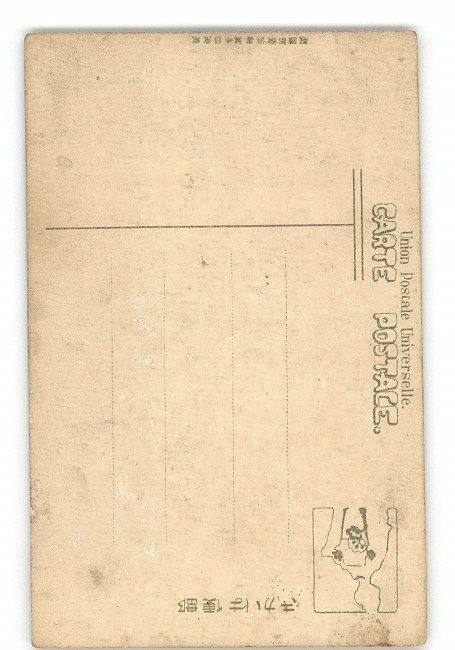 Union Postale Universelle.
CARTE POSTALE.
郵便はかき